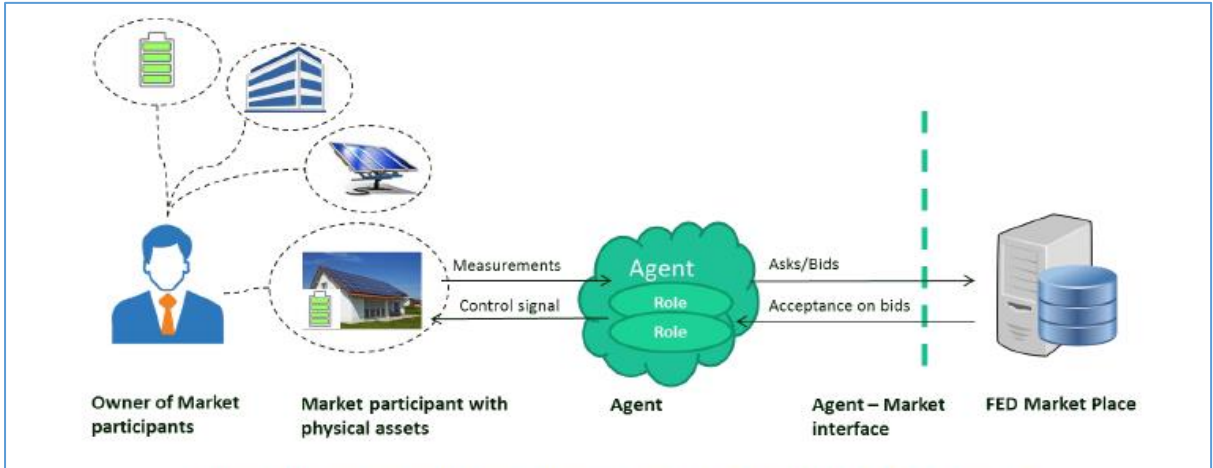 Measurements
Control signal
Agent
Role
Role
Asks/Bids
Acceptance on bids
Owner of Market
participants
Market participant with
physical assets
Agent
Agent – Market
interface
FED Market Place